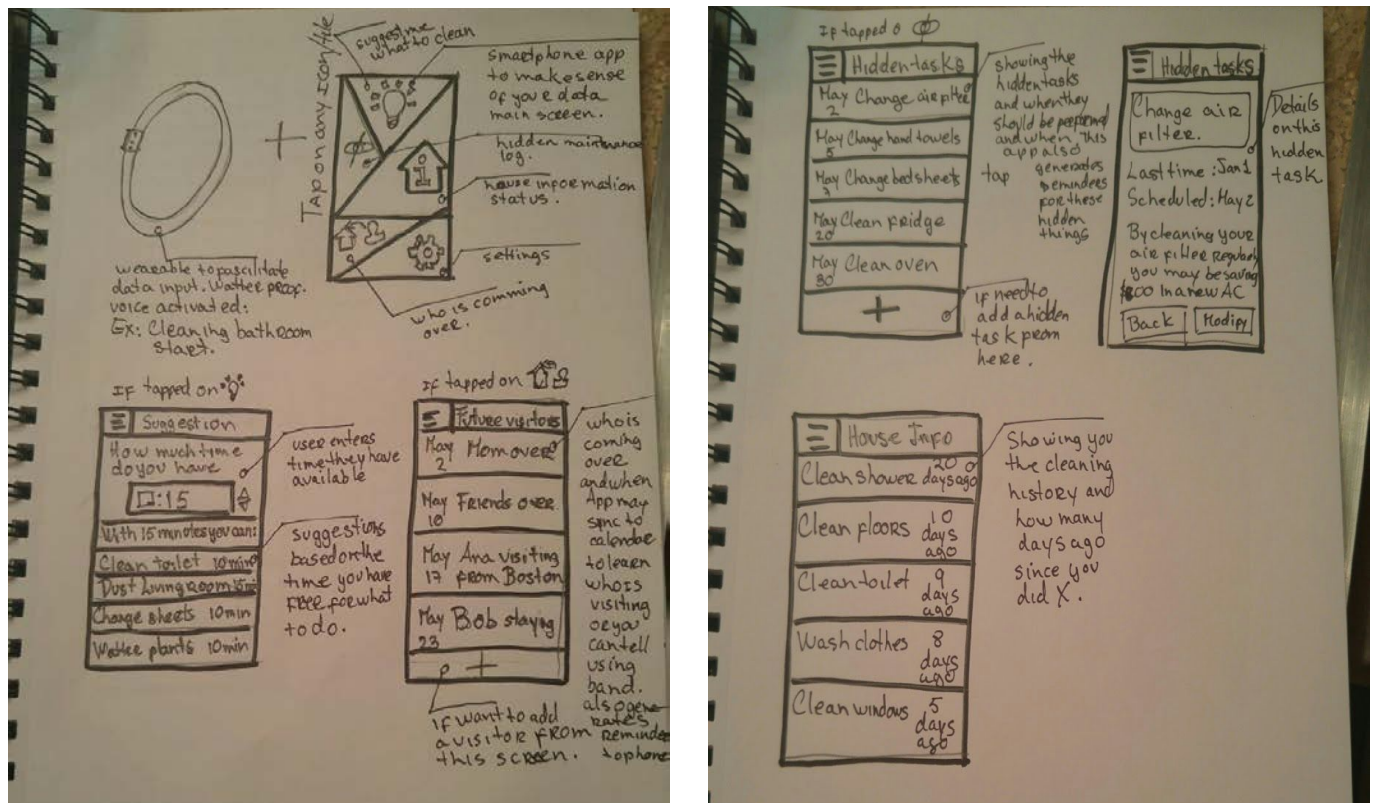 suggest me
what to clean
Tap on any icon/tile
smartphone app
to make sense
of your data
main screen.
hidden maintenance
log.
house information
status.
settings
who is comming
over.
+
wearable to facilitate
data input. Watter proof.
voice activated:
Ex: Cleaning bathroom
start.
If tapped on
Suggestion
How much time
do you have
:15
With 15 minutes you can:
Clean toilet 10min
Dust Living room 15min
Change sheets 10min
Watter plants 10min
user enters
time they have
available
suggestions
based on the
time you have
FREE for what
to do.
If tapped on
Future visitors
May 2 Mom over
May 10 Friends over
May Ana visiting
17 from Boston
May 23 Bob staying
+
who is
coming
over
and when
App may
sync to
calendar
to learn
who is
visiting
or you
can tell
using
band.
also gene
rates
reminder
to phone
if want to add
a visitor from
this screen.
If tapped o
Hidden tasks
May 2 Change air filter
May 5 Change hand towels
May 7 Change bed sheets
May 20 Clean Fridge
May 30 Clean oven
+
showing the
hidden tasks
and when they
should be performed
and when this
app also
generates
reminders
for these
hidden
things
tap
if need to
add a hidden
task from
here.
Hidden tasks
Change air
filter.
Last time : Jan 1
Scheduled : May 2
By cleaning your
air filter regularly
you may be saving
In a new AC
Back
Modify
Details
on this
hidden
task
House Info
Clean shower 20 days ago
Clean floors 10 days ago
Clean toilet 9 days ago
Wash clothes 8 days ago
Clean windows 5 days ago
Showing you
the cleaning
history and
how many
days ago
since you
did X.